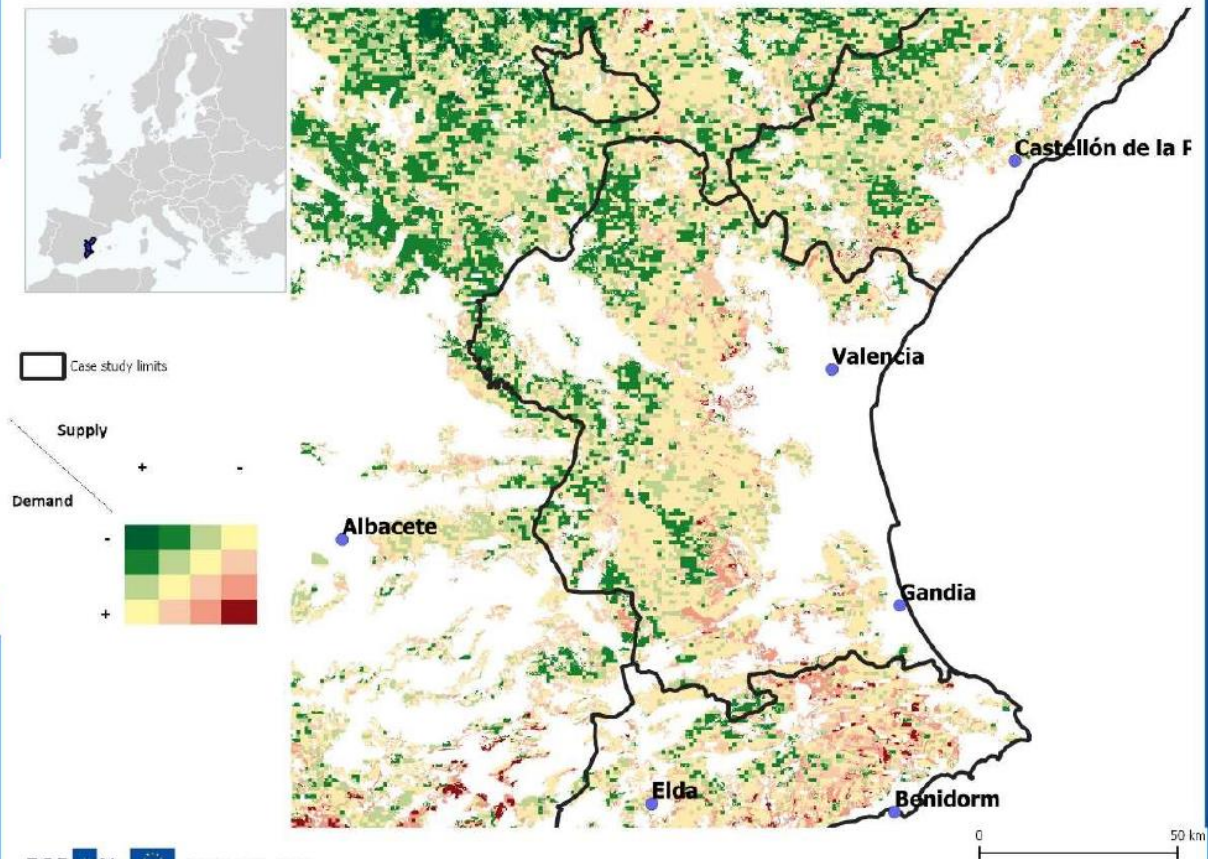 Castellón de la P
Valencia
Case study limits
Supply
+ -
Demand
-
+
Albacete
Gandia
Elda
Benidorm
0 50 km